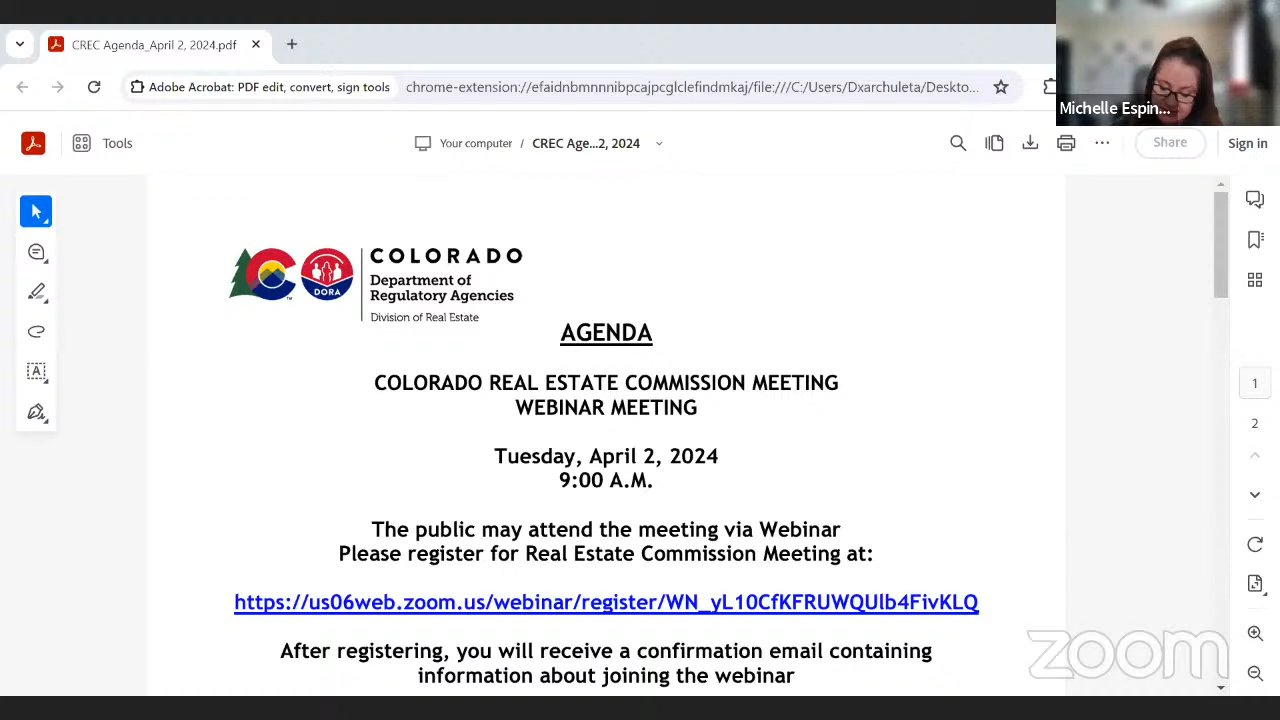 CREC Agenda_April 2, 2024.pdf
Adobe Acrobat: PDF edit, convert, sign tools
chrome-extension://efaidnbmnnnibpcajpcglclefindmkaj/file:///C:/Users/Dxarchuleta/Deskto...
Michelle Espin...
Tools
Your computer / CREC Age...2, 2024
Share
Sign in
COLORADO
Department of
Regulatory Agencies
Division of Real Estate
DORA
AGENDA
COLORADO REAL ESTATE COMMISSION MEETING
WEBINAR MEETING
Tuesday, April 2, 2024
9:00 A.M.
The public may attend the meeting via Webinar
Please register for Real Estate Commission Meeting at:
https://us06web.zoom.us/webinar/register/WN_yL10CfKFRUWQUlb4FivKLQ
After registering, you will receive a confirmation email containing
information about joining the webinar
1
2
zoom